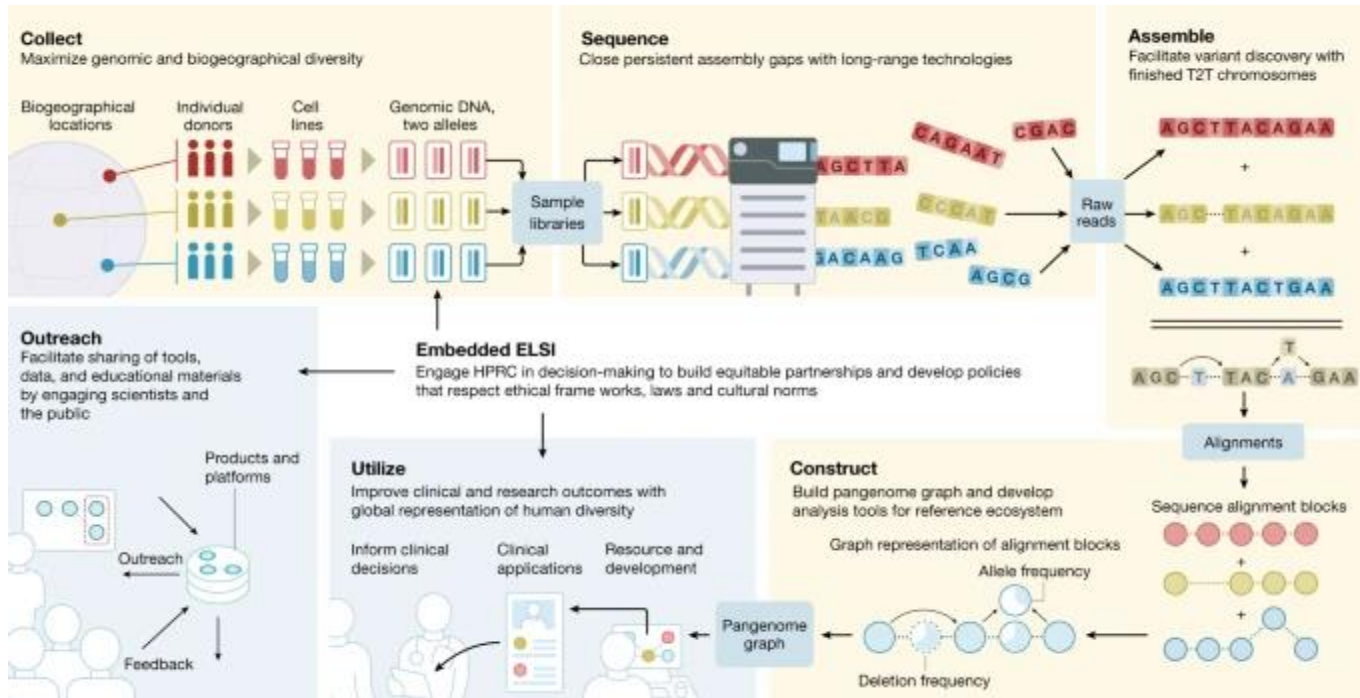 Collect
Maximize genomic and biogeographical diversity
Biogeographical
locations
Individual
donors
Cell
lines
Genomic DNA,
two alleles
Sample
libraries
Sequence
Close persistent assembly gaps with long-range technologies
AGCTTA
TAACG
GACAAG
CAGAAT
CGAC
CCCAT
TCAA
AGCG
Raw
reads
Assemble
Facilitate variant discovery with
finished T2T chromosomes
AGCTTACAGAA
+
AGC TACAGAA
+
AGCTTACTGAA
T
AGC T TAC A GAA
Alignments
Sequence alignment blocks
+
+
Outreach
Facilitate sharing of tools,
data, and educational materials
by engaging scientists and
the public
Products and
platforms
Outreach
Feedback
Embedded ELSI
Engage HPRC in decision-making to build equitable partnerships and develop policies
that respect ethical frame works, laws and cultural norms
Utilize
Improve clinical and research outcomes with
global representation of human diversity
Inform clinical
decisions
Clinical
applications
Resource and
development
Construct
Build pangenome graph and develop
analysis tools for reference ecosystem
Graph representation of alignment blocks
Allele frequency
Deletion frequency
Pangenome
graph